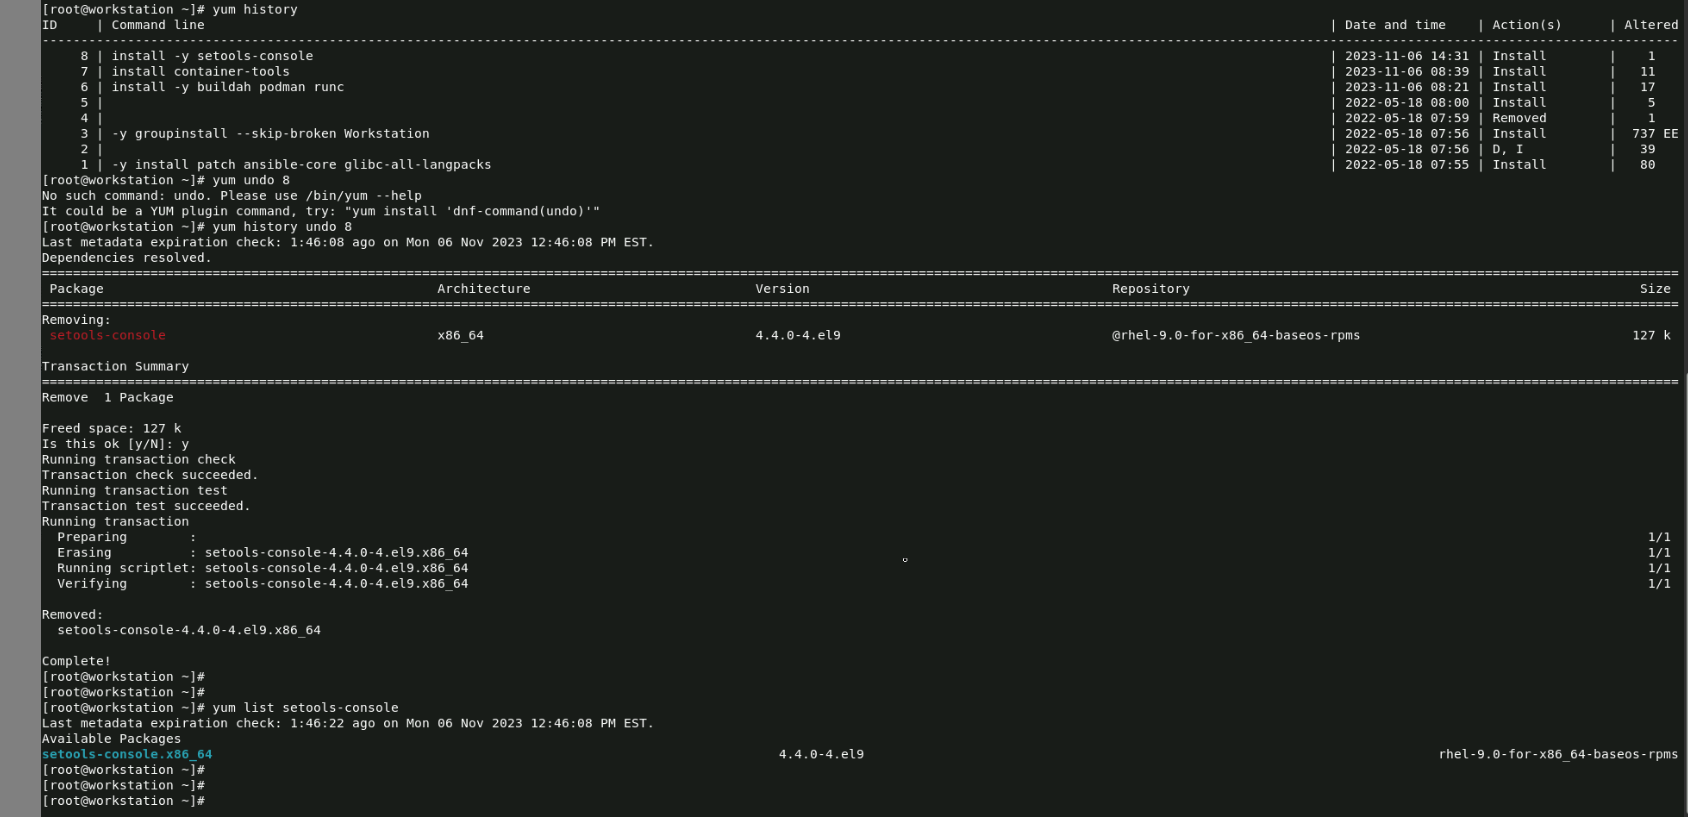 [root@workstation ~]# yum history
ID     | Command line                                                                                                                                                 | Date and time    | Action(s)      | Altered
-------------------------------------------------------------------------------------------------------------------------------------------------------------------------------------------------------------------
     8 | install -y setools-console                                                                                                                                   | 2023-11-06 14:31 | Install        |    1
     7 | install container-tools                                                                                                                                      | 2023-11-06 08:39 | Install        |   11
     6 | install -y buildah podman runc                                                                                                                               | 2023-11-06 08:21 | Install        |   17
     5 |                                                                                                                                                              | 2022-05-18 08:00 | Install        |    5
     4 |                                                                                                                                                              | 2022-05-18 07:59 | Removed        |    1
     3 | -y groupinstall --skip-broken Workstation                                                                                                                    | 2022-05-18 07:56 | Install        |  737 EE
     2 |                                                                                                                                                              | 2022-05-18 07:56 | D, I           |   39
     1 | -y install patch ansible-core glibc-all-langpacks                                                                                                            | 2022-05-18 07:55 | Install        |   80
[root@workstation ~]# yum undo 8
No such command: undo. Please use /bin/yum --help
It could be a YUM plugin command, try: "yum install 'dnf-command(undo)'"
[root@workstation ~]# yum history undo 8
Last metadata expiration check: 1:46:08 ago on Mon 06 Nov 2023 12:46:08 PM EST.
Dependencies resolved.
===================================================================================================================================================================================================================
 Package                                           Architecture                             Version                                       Repository                                                          Size
===================================================================================================================================================================================================================
Removing:
 setools-console                                   x86_64                                   4.4.0-4.el9                                   @rhel-9.0-for-x86_64-baseos-rpms                                   127 k

Transaction Summary
===================================================================================================================================================================================================================
Remove  1 Package

Freed space: 127 k
Is this ok [y/N]: y
Running transaction check
Transaction check succeeded.
Running transaction test
Transaction test succeeded.
Running transaction
  Preparing        :                                                                                                                                                                                           1/1
  Erasing          : setools-console-4.4.0-4.el9.x86_64                                                                                                                                                        1/1
  Running scriptlet: setools-console-4.4.0-4.el9.x86_64                                                                                                                                                        1/1
  Verifying        : setools-console-4.4.0-4.el9.x86_64                                                                                                                                                        1/1

Removed:
  setools-console-4.4.0-4.el9.x86_64

Complete!
[root@workstation ~]#
[root@workstation ~]#
[root@workstation ~]# yum list setools-console
Last metadata expiration check: 1:46:22 ago on Mon 06 Nov 2023 12:46:08 PM EST.
Available Packages
setools-console.x86_64                                                                         4.4.0-4.el9                                                                          rhel-9.0-for-x86_64-baseos-rpms
[root@workstation ~]#
[root@workstation ~]#
[root@workstation ~]#